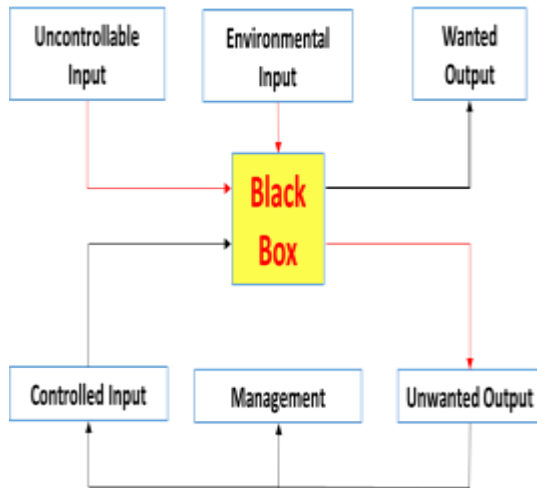 Uncontrollable
Input
Environmental
Input
Wanted
Output
Black
Box
Controlled Input
Management
Unwanted Output